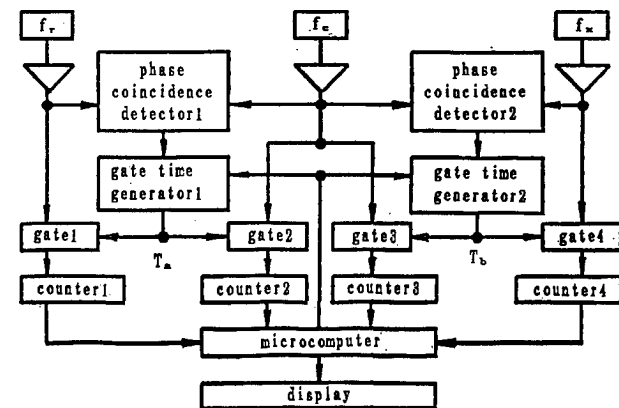 f_r
f_c
f_x
phase
coincidence
detector1
phase
coincidence
detector2
gate time
generator1
gate time
generator2
gate1
gate2
gate3
gate4
T_a
T_b
counter1
counter2
counter3
counter4
microcomputer
display